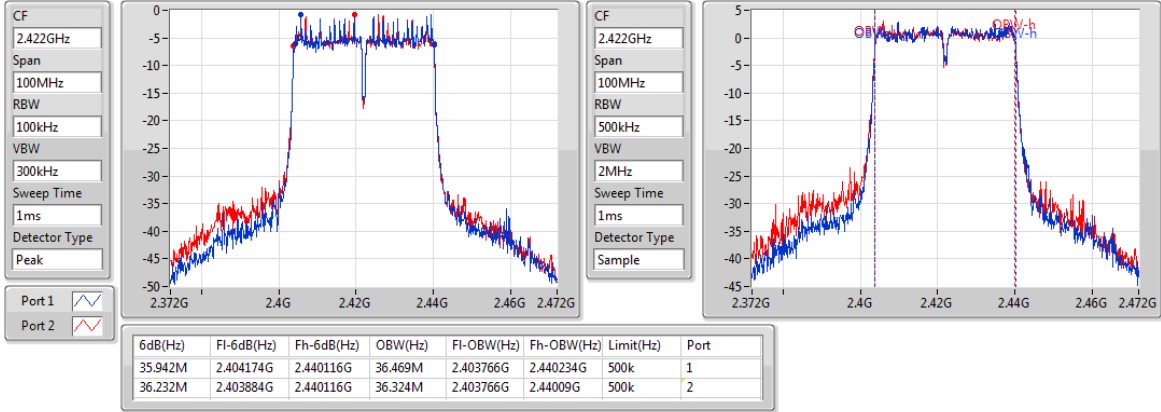 CF
2.422GHz
Span
100MHz
RBW
100kHz
VBW
300kHz
Sweep Time
1ms
Detector Type
Peak
Port 1
Port 2
0-
-5-
-10-
-15-
-20-
-25-
-30-
-35-
-40-
-45-
-50-
2.372G 2.4G 2.42G 2.44G 2.46G 2.472G
CF
2.422GHz
Span
100MHz
RBW
500kHz
VBW
2MHz
Sweep Time
1ms
Detector Type
Sample
5-
0-
-5-
-10-
-15-
-20-
-25-
-30-
-35-
-40-
-45-
OBW-h
2.372G 2.4G 2.42G 2.44G 2.46G 2.472G
6dB(Hz) Fl-6dB(Hz) Fh-6dB(Hz) OBW(Hz) Fl-OBW(Hz) Fh-OBW(Hz) Limit(Hz) Port
35.942M 2.404174G 2.440116G 36.469M 2.403766G 2.440234G 500k 1
36.232M 2.403884G 2.440116G 36.324M 2.403766G 2.44009G 500k 2